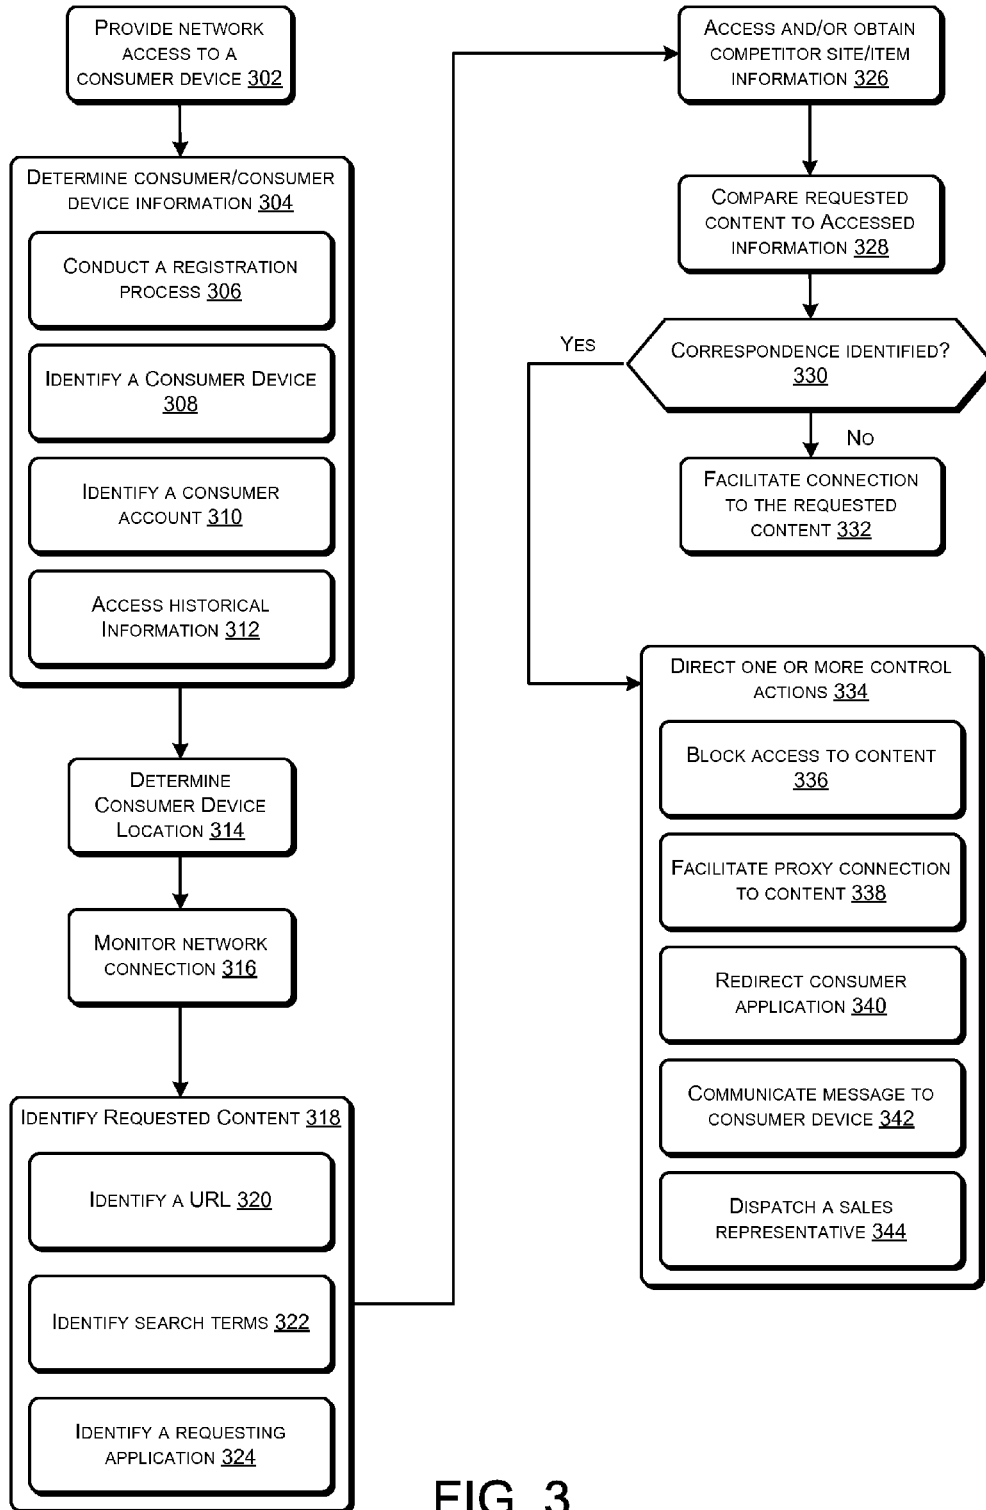 PROVIDE NETWORK
ACCESS TO A
CONSUMER DEVICE 302
DETERMINE CONSUMER/CONSUMER
DEVICE INFORMATION 304
CONDUCT A REGISTRATION
PROCESS 306
IDENTIFY A CONSUMER DEVICE
308
IDENTIFY A CONSUMER
ACCOUNT 310
ACCESS HISTORICAL
INFORMATION 312
DETERMINE
CONSUMER DEVICE
LOCATION 314
MONITOR NETWORK
CONNECTION 316
IDENTIFY REQUESTED CONTENT 318
IDENTIFY A URL 320
IDENTIFY SEARCH TERMS 322
IDENTIFY A REQUESTING
APPLICATION 324
ACCESS AND/OR OBTAIN
COMPETITOR SITE/ITEM
INFORMATION 326
COMPARE REQUESTED
CONTENT TO ACCESSED
INFORMATION 328
CORRESPONDENCE IDENTIFIED?
330
YES
NO
FACILITATE CONNECTION
TO THE REQUESTED
CONTENT 332
DIRECT ONE OR MORE CONTROL
ACTIONS 334
BLOCK ACCESS TO CONTENT
336
FACILITATE PROXY CONNECTION
TO CONTENT 338
REDIRECT CONSUMER
APPLICATION 340
COMMUNICATE MESSAGE TO
CONSUMER DEVICE 342
DISPATCH A SALES
REPRESENTATIVE 344
FIG. 3